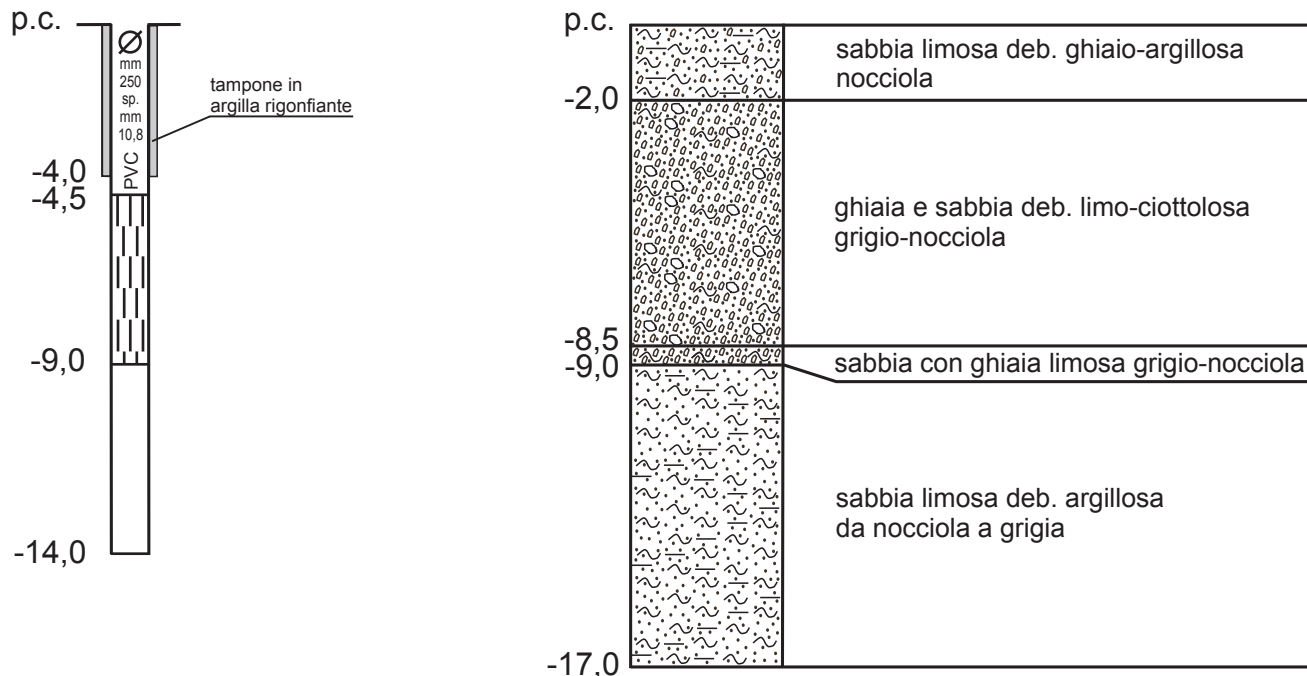 p.c.
Ø
mm
250
sp.
mm
10,8
PVC
tampone in
argilla rigonfiante
-4,0
-4,5
-9,0
-14,0
p.c.
sabbia limosa deb. ghiaio-argillosa
nocciola
-2,0
ghiaia e sabbia deb. limo-ciottolosa
grigio-nocciola
-8,5
-9,0
sabbia con ghiaia limosa grigio-nocciola
sabbia limosa deb. argillosa
da nocciola a grigia
-17,0